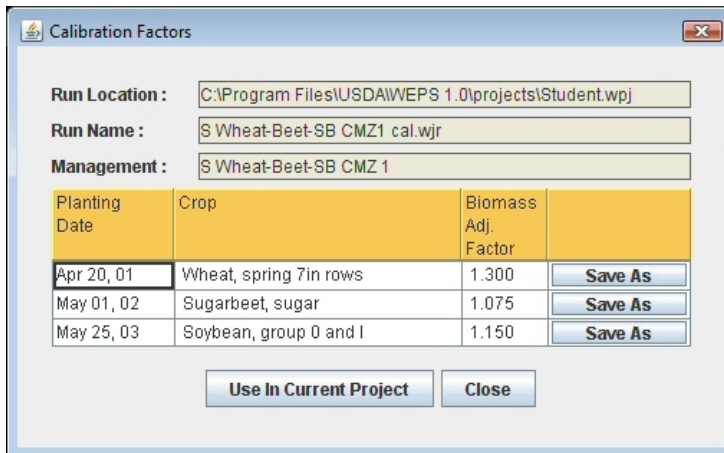 Calibration Factors
Run Location : C:\Program Files\USDA\WEPS 1.0\projects\Student.wpj
Run Name : S Wheat-Beet-SB CMZ1 cal.wjr
Management : S Wheat-Beet-SB CMZ 1
Planting Date Crop Biomass Adj. Factor
Apr 20, 01 Wheat, spring 7in rows 1.300 Save As
May 01, 02 Sugarbeet, sugar 1.075 Save As
May 25, 03 Soybean, group 0 and I 1.150 Save As
Use In Current Project Close